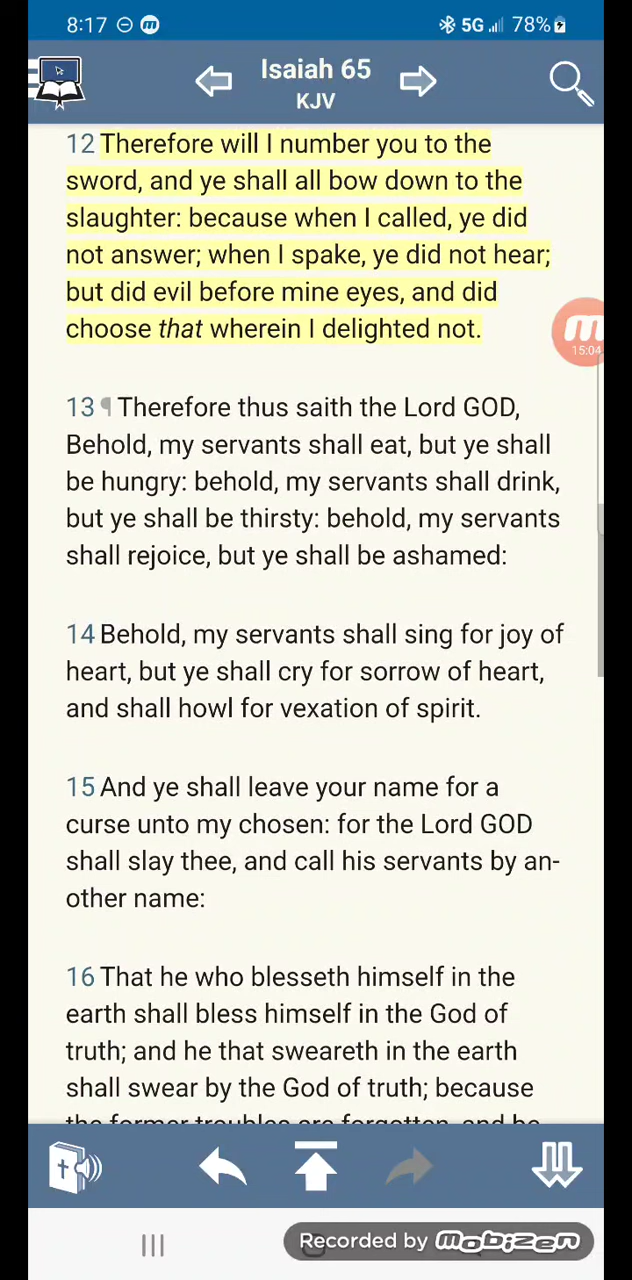 8:17
5G 78%
Isaiah 65
KJV
12 Therefore will I number you to the
sword, and ye shall all bow down to the
slaughter: because when I called, ye did
not answer; when I spake, ye did not hear;
but did evil before mine eyes, and did
choose that wherein I delighted not.
15:04
13 ¶ Therefore thus saith the Lord GOD,
Behold, my servants shall eat, but ye shall
be hungry: behold, my servants shall drink,
but ye shall be thirsty: behold, my servants
shall rejoice, but ye shall be ashamed:
14 Behold, my servants shall sing for joy of
heart, but ye shall cry for sorrow of heart,
and shall howl for vexation of spirit.
15 And ye shall leave your name for a
curse unto my chosen: for the Lord GOD
shall slay thee, and call his servants by an-
other name:
16 That he who blesseth himself in the
earth shall bless himself in the God of
truth; and he that sweareth in the earth
shall swear by the God of truth; because
the former troubles are forgotten, and be
Recorded by mobizen